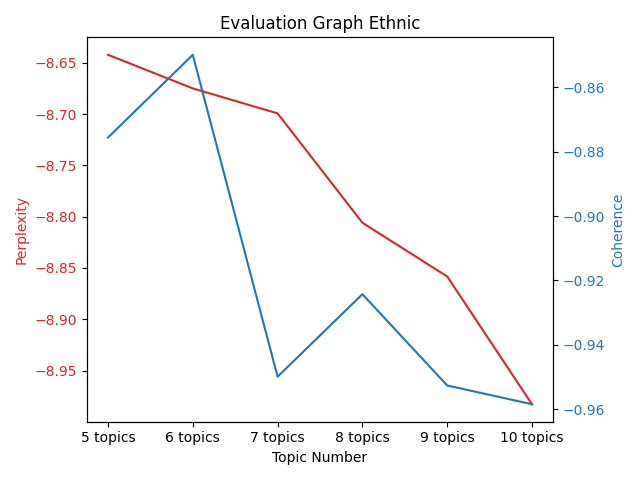 Evaluation Graph Ethnic
Perplexity
−8.65
−8.70
−8.75
−8.80
−8.85
−8.90
−8.95
−0.86
−0.88
−0.90
−0.92
−0.94
−0.96
Coherence
5 topics 6 topics 7 topics 8 topics 9 topics 10 topics
Topic Number